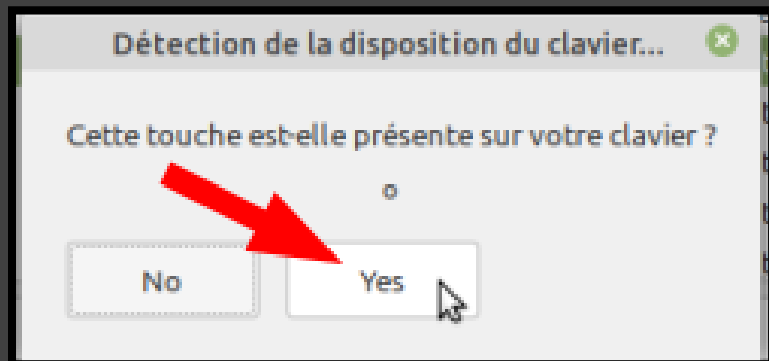 Détection de la disposition du clavier...
Cette touche est-elle présente sur votre clavier ?
o
No Yes